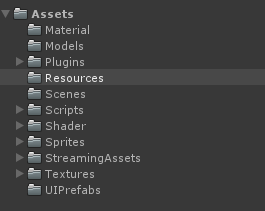 Assets
Material
Models
Plugins
Resources
Scenes
Scripts
Shader
Sprites
StreamingAssets
Textures
UIPrefabs